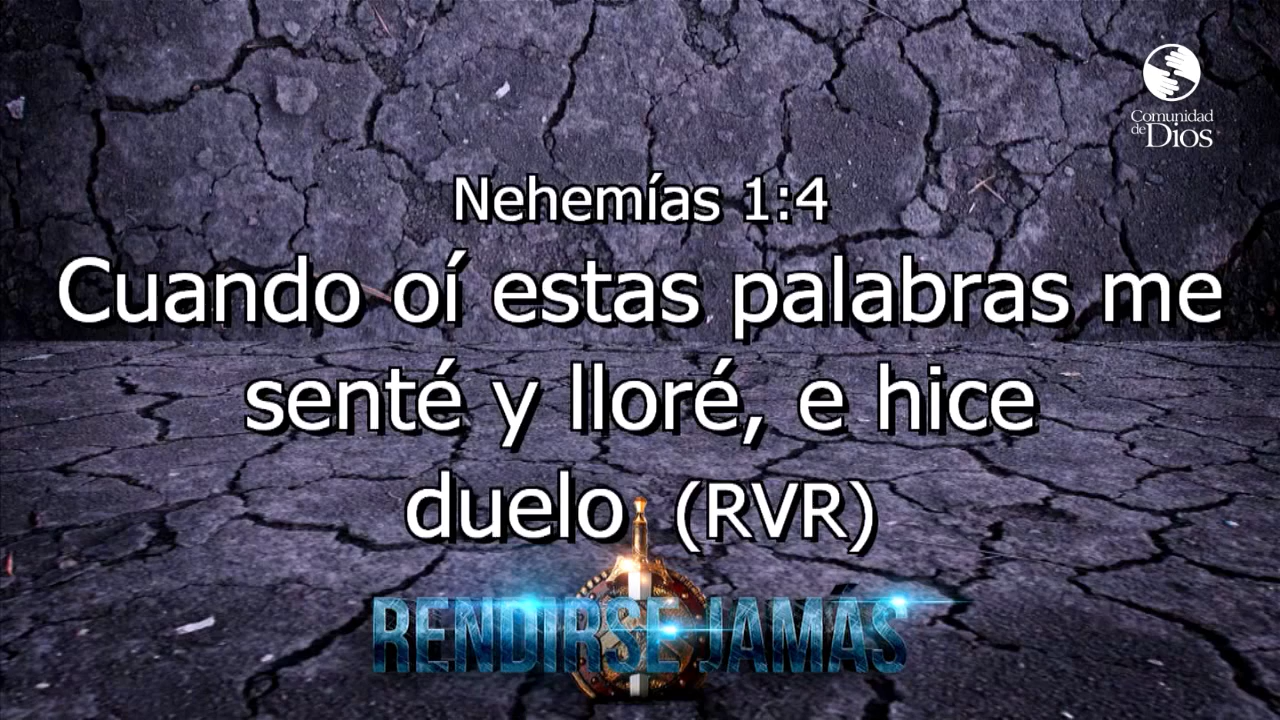 Comunidad
de Dios
Nehemías 1:4
Cuando oí estas palabras me
senté y lloré, e hice
duelo (RVR)
RENDIRSE JAMÁS